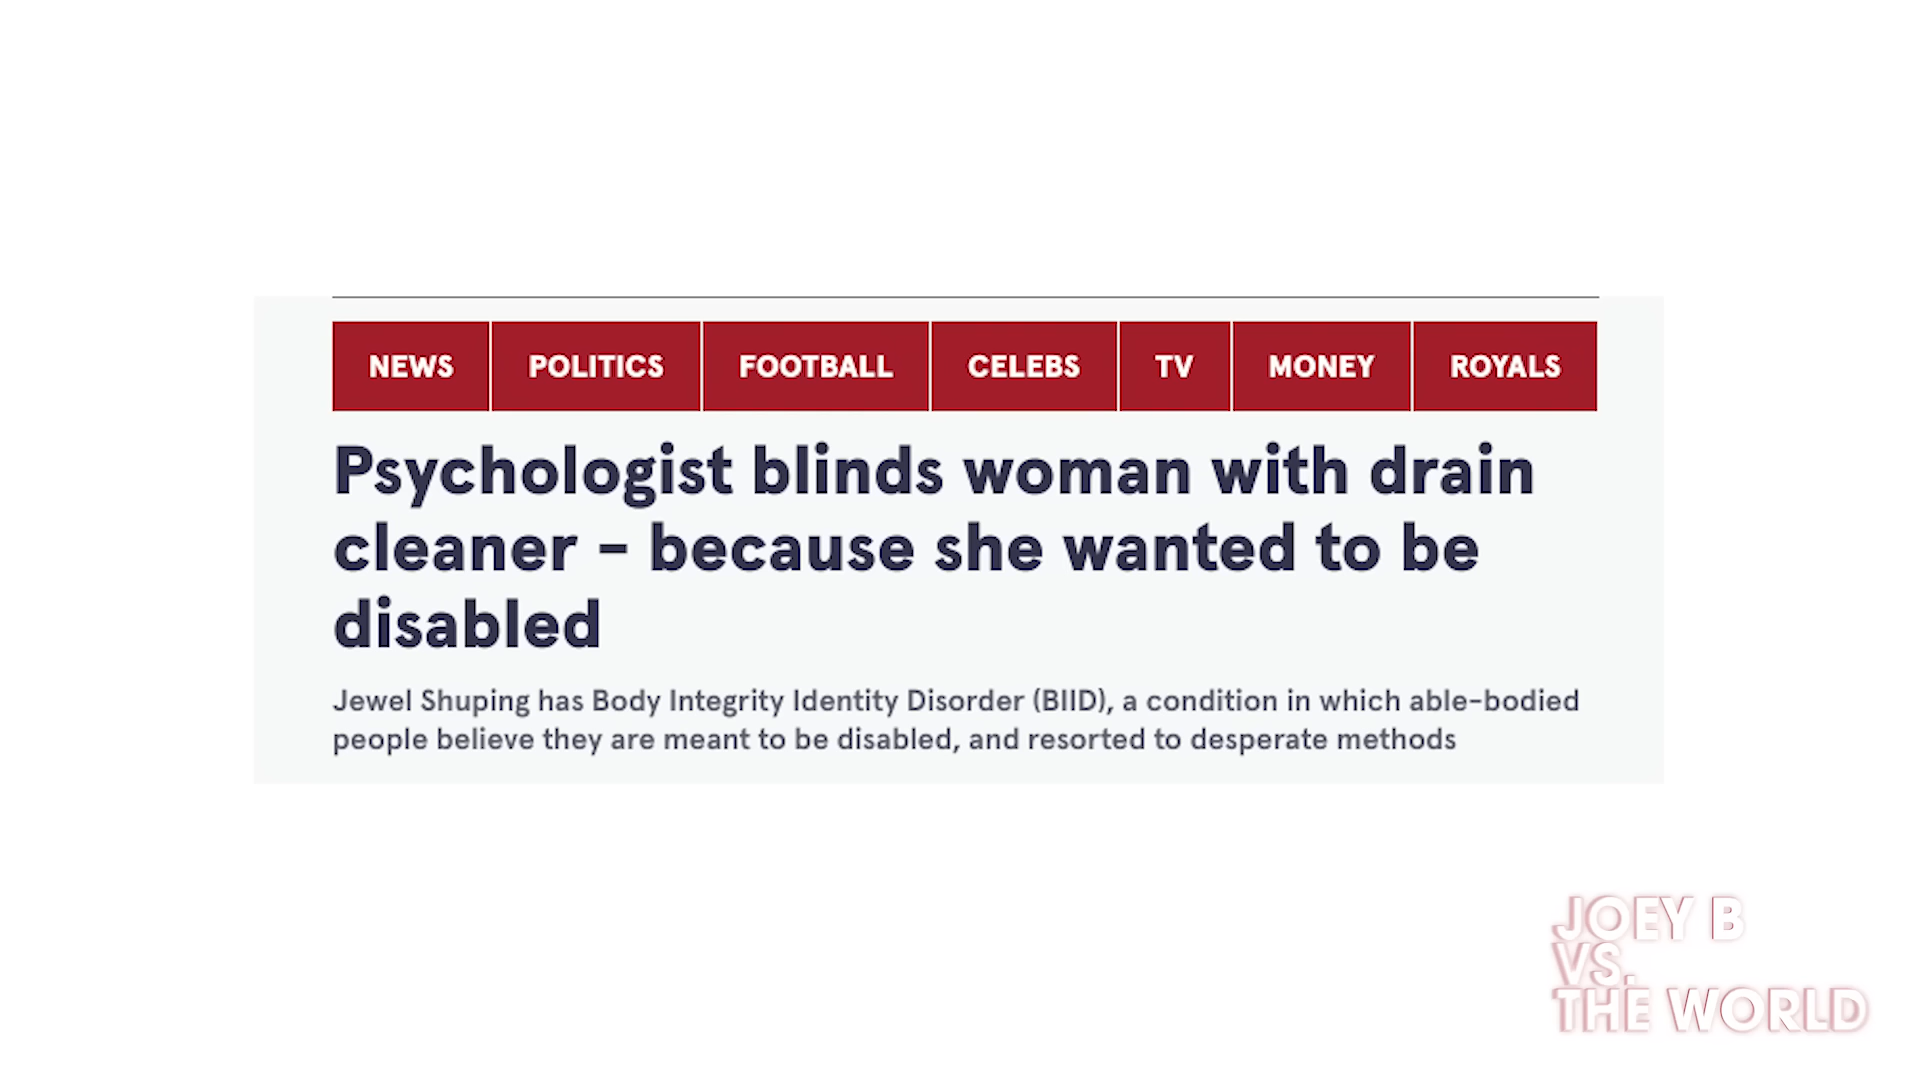 NEWS POLITICS FOOTBALL CELEBS TV MONEY ROYALS
Psychologist blinds woman with drain
cleaner - because she wanted to be
disabled
Jewel Shuping has Body Integrity Identity Disorder (BIID), a condition in which able-bodied
people believe they are meant to be disabled, and resorted to desperate methods
JOEY B
VS.
THE WORLD